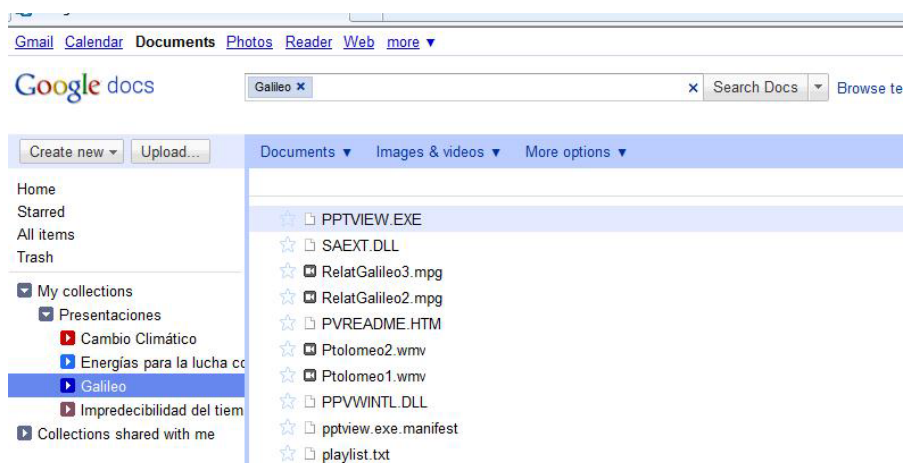 Gmail Calendar Documents Photos Reader Web more ▼
Google docs
Galileo × × Search Docs Browse te
Create new Upload... Documents ▼ Images & videos ▼ More options ▼
Home
Starred
All items
Trash
My collections
Presentaciones
Cambio Climático
Energías para la lucha co
Galileo
Impredecibilidad del tiem
Collections shared with me
PPTVIEW.EXE
SAEXT.DLL
RelatGalileo3.mpg
RelatGalileo2.mpg
PVREADME.HTM
Ptolomeo2.wmv
Ptolomeo1.wmv
PPVWINTL.DLL
pptview.exe.manifest
playlist.txt